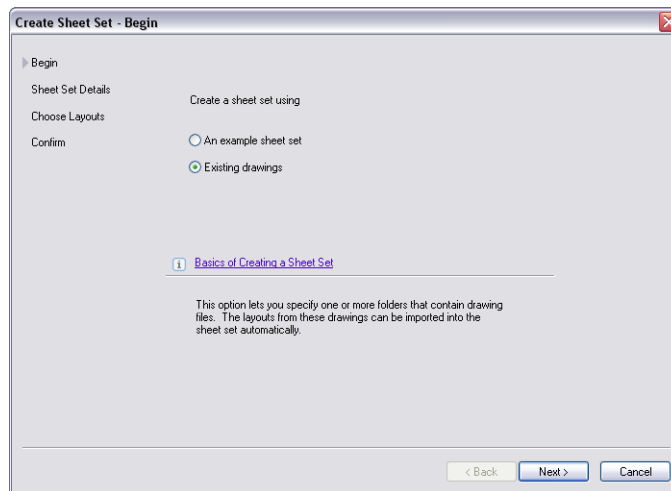 Create Sheet Set - Begin
Begin
Sheet Set Details
Choose Layouts
Confirm
Create a sheet set using
An example sheet set
Existing drawings
Basics of Creating a Sheet Set
This option lets you specify one or more folders that contain drawing
files. The layouts from these drawings can be imported into the
sheet set automatically.
< Back
Next >
Cancel